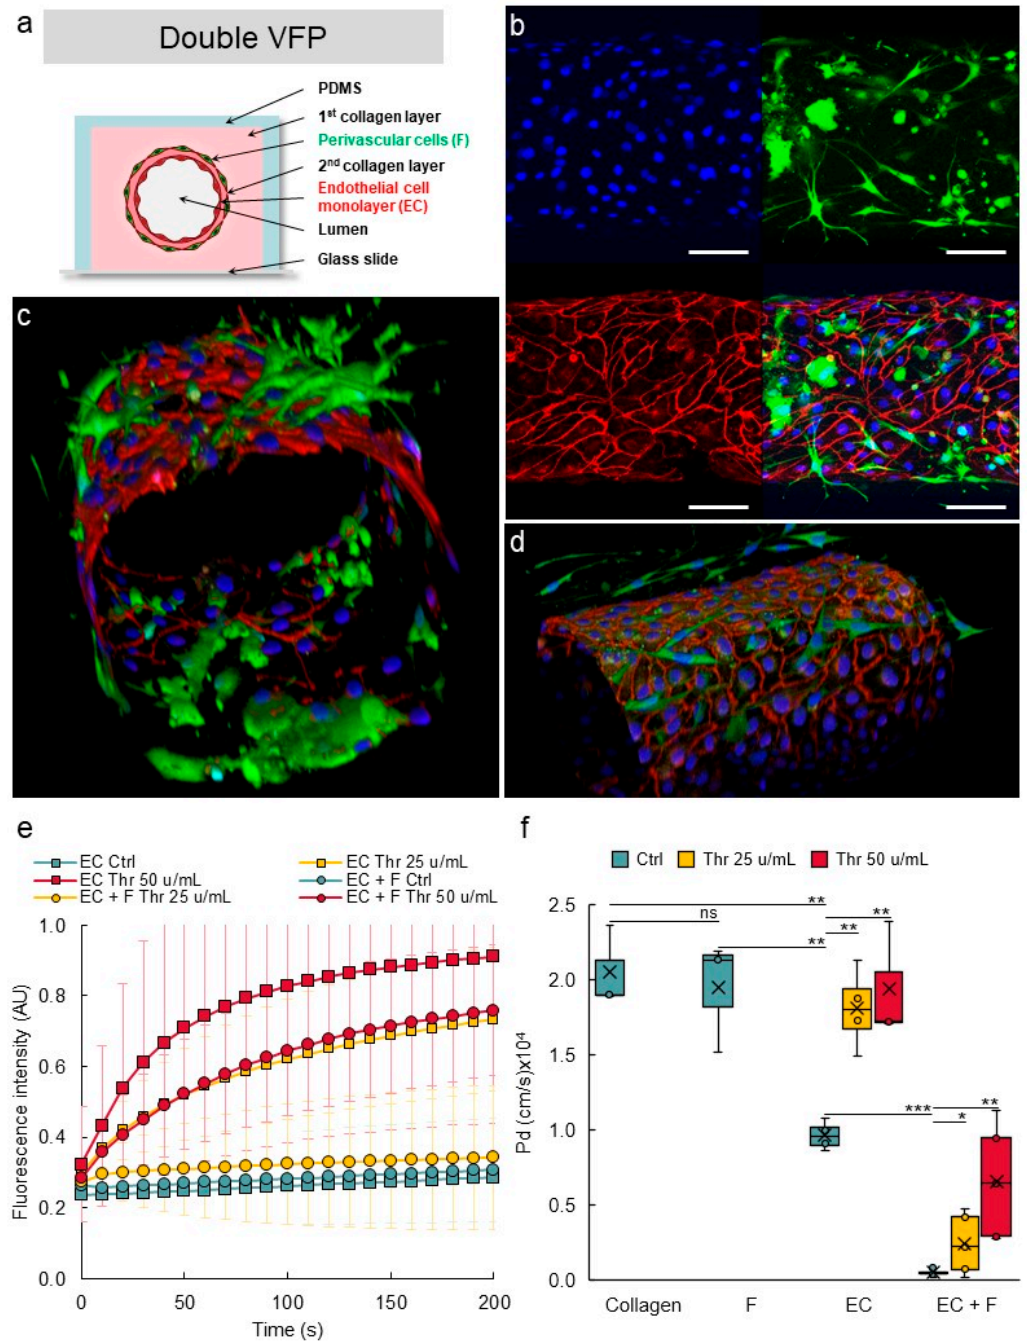 a
Double VFP
PDMS
1st collagen layer
Perivascular cells (F)
2nd collagen layer
Endothelial cell
monolayer (EC)
Lumen
Glass slide
b
c
d
e
EC Ctrl
EC Thr 50 u/mL
EC + F Thr 25 u/mL
EC Thr 25 u/mL
EC + F Ctrl
EC + F Thr 50 u/mL
Fluorescence intensity (AU)
1.0
0.8
0.6
0.4
0.2
0.0
0
50
100
150
200
Time (s)
f
Ctrl
Thr 25 u/mL
Thr 50 u/mL
Pd (cm/s)x10⁴
2.5
2.0
1.5
1.0
0.5
0.0
**
ns
**
**
**
***
*
**
Collagen
F
EC
EC + F